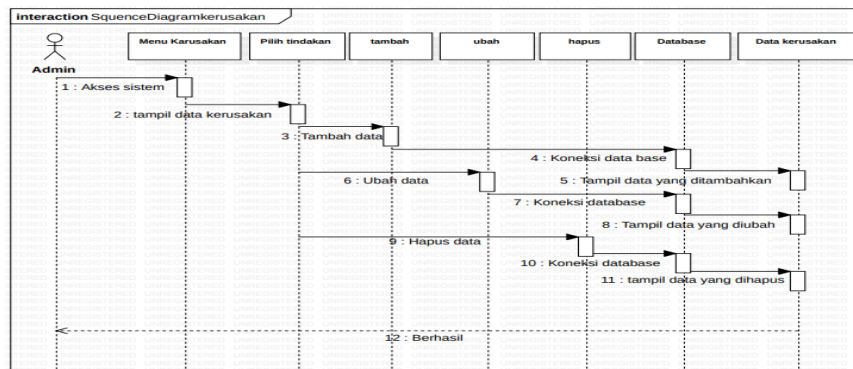 interaction SquenceDiagramkerusakan
Admin
Menu Karusakan
Pilih tindakan
tambah
ubah
hapus
Database
Data kerusakan
1 : Akses sistem
2 : tampil data kerusakan
3 : Tambah data
4 : Koneksi data base
5 : Tampil data yang ditambahkan
6 : Ubah data
7 : Koneksi database
8 : Tampil data yang diubah
9 : Hapus data
10 : Koneksi database
11 : tampil data yang dihapus
12 : Berhasil